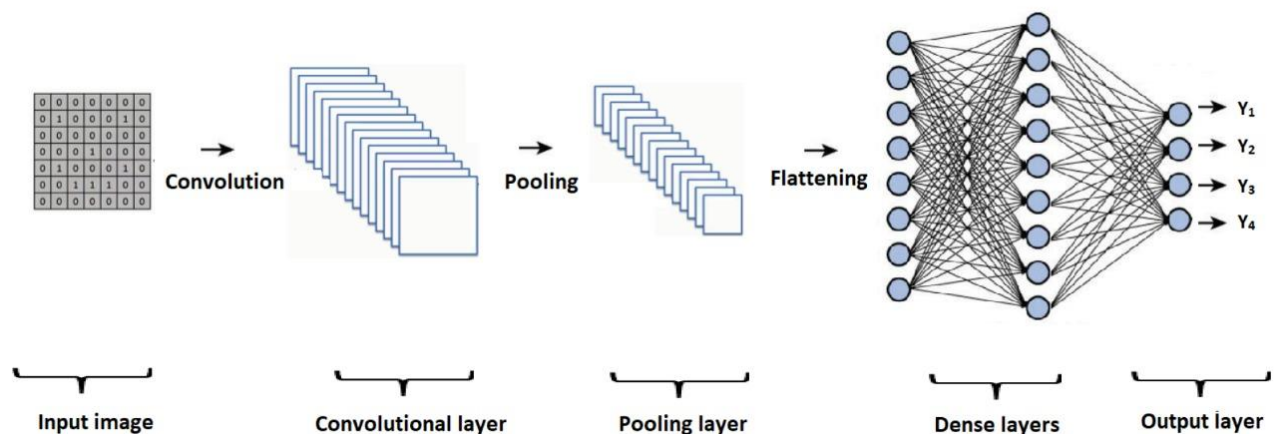 0 0 0 0 0 0 0
0 1 0 0 0 1 0
0 0 0 0 0 0 0
0 0 0 1 0 0 0
0 1 0 0 0 1 0
0 0 1 1 1 0 0
0 0 0 0 0 0 0
Convolution
Pooling
Flattening
Y1
Y2
Y3
Y4
Input image
Convolutional layer
Pooling layer
Dense layers
Output layer